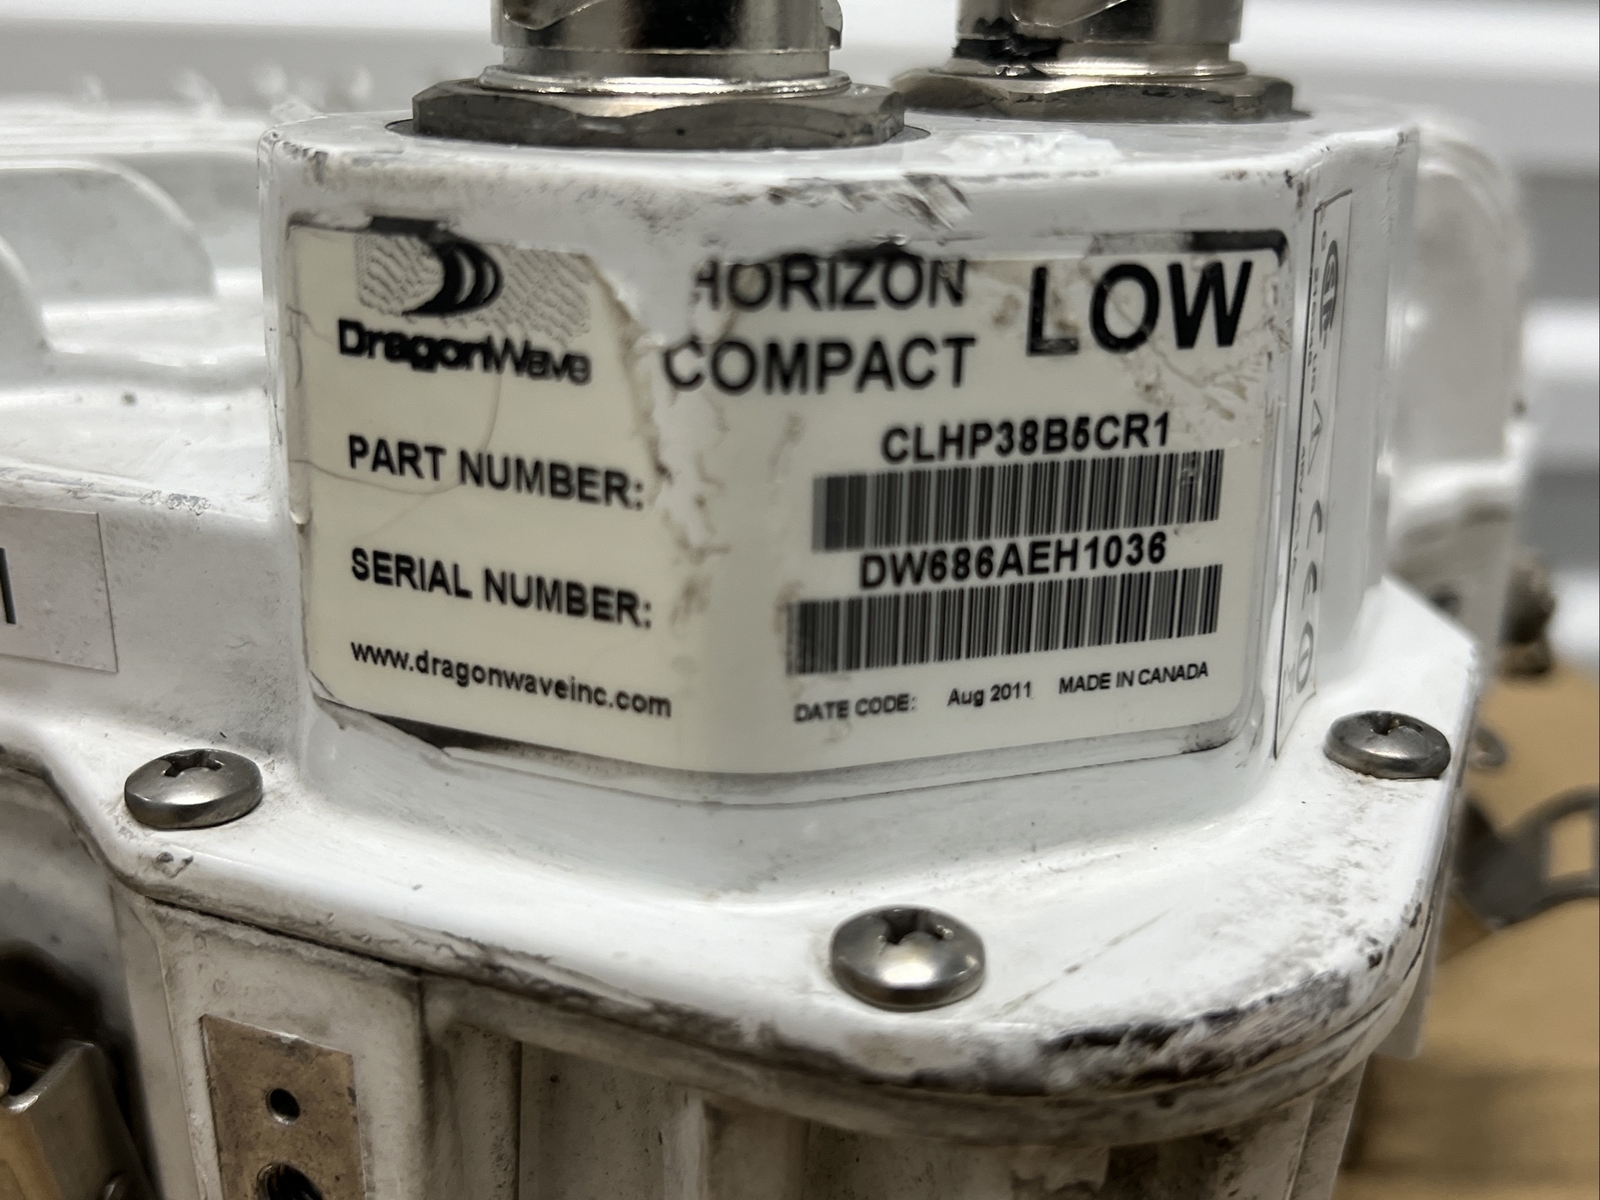 DragonWave
HORIZON
COMPACT
LOW
PART NUMBER:
CLHP38B5CR1
SERIAL NUMBER:
DW686AEH1036
www.dragonwaveinc.com
DATE CODE: Aug 2011 MADE IN CANADA